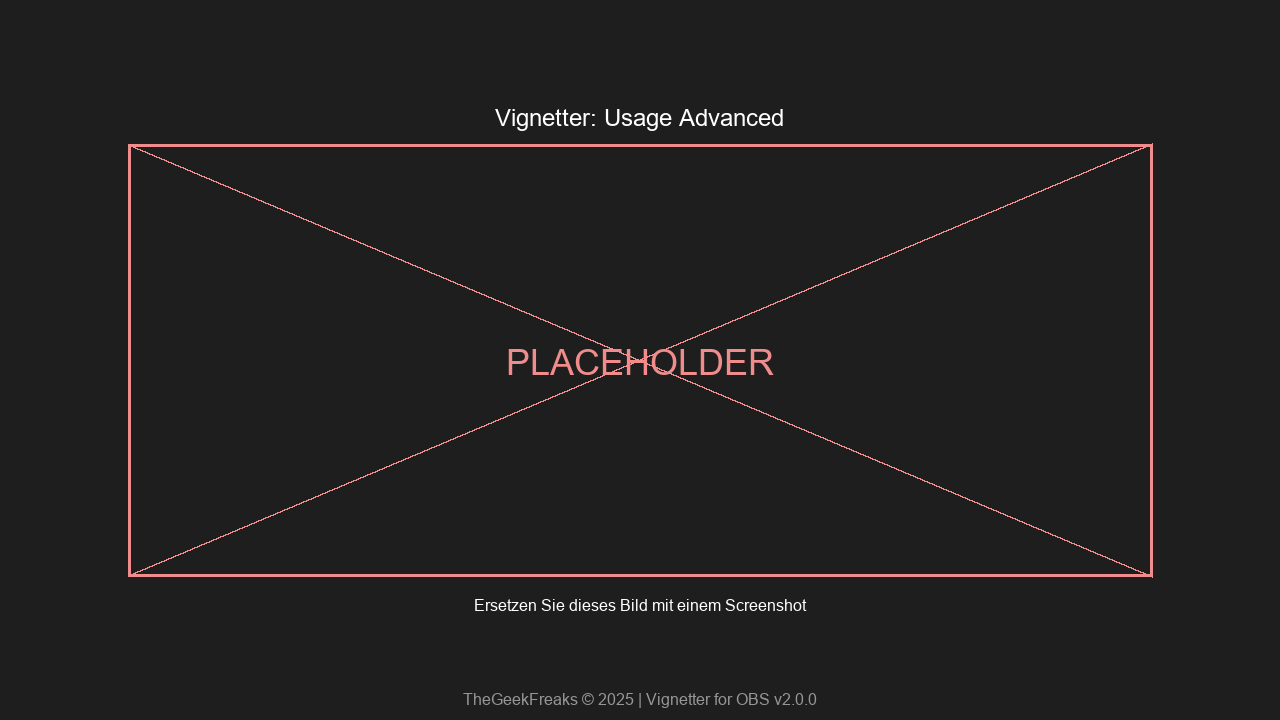 Vignetter: Usage Advanced
PLACEHOLDER
Ersetzen Sie dieses Bild mit einem Screenshot
TheGeekFreaks © 2025 | Vignetter for OBS v2.0.0